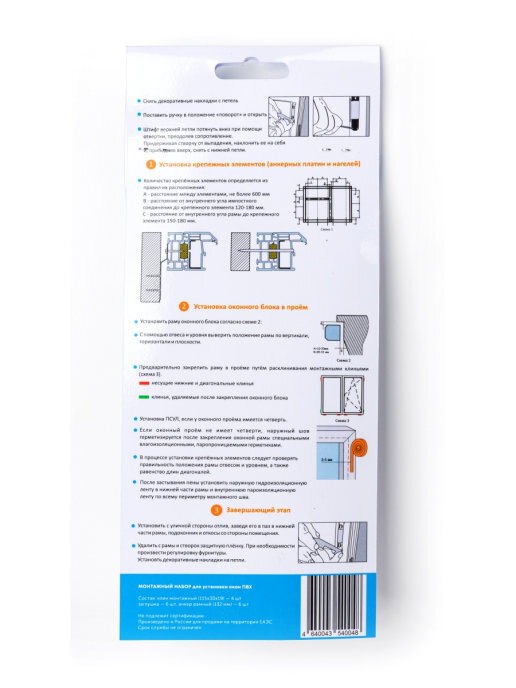 Снять декоративные накладки с петель
Поставить ручку в положение «поворот» и открыть
Штифт верхней петли потянуть вниз при помощи
отвертки, преодолев сопротивление.
Придерживая створку от выпадения, наклонить ее на себя
вверх, снять с нижней петли.
1 Установка крепежных элементов (анкерных платин и нагелей)
Количество крепёжных элементов определяется из
правил их расположения:
А - расстояние между элементами, не более 600 мм
В - расстояние от внутреннего угла импостного
соединения до крепёжного элемента 120-180 мм.
С - расстояние от внутреннего угла рамы до крепежного
элемента 150-180 мм.
Схема 1
2 Установка оконного блока в проём
Установить раму оконного блока согласно схеме 2:
С помощью отвеса и уровня выверить положение рамы по вертикали,
горизонтали и плоскости.
Схема 2
Предварительно закрепить раму в проёме путём расклинивания монтажными клиньями
(схема 3).
несущие нижние и диагональные клинья
клинья, удаляемые после закрепления оконного блока
Схема 3
Установка ПСУЛ, если у оконного проёма имеется четверть.
Если оконный проём не имеет четверти, наружный шов
герметизируется после закрепления оконной рамы специальными
влагоизоляционными, паропроницаемыми герметиками.
В процессе установки крепёжных элементов следует проверять
правильность положения рамы отвесом и уровнем, а также
равенство длин диагоналей.
3-5 мм
После застывания пены установить наружную гидроизоляционную
ленту в нижней части рамы и внутреннюю пароизоляционную
ленту по всему периметру монтажного шва.
3 Завершающий этап
Установить с уличной стороны отлив, заведя его в паз в нижней
части рамы, подоконник и откосы со стороны помещения.
Удалить с рамы и створок защитную плёнку. При необходимости
произвести регулировку фурнитуры.
Установить декоративные накладки на петли.
МОНТАЖНЫЙ НАБОР для установки окон ПВХ
Состав: клин монтажный (115х30х19) — 4 шт
заглушка — 6 шт, анкер рамный (132 мм) — 6 шт
Не подлежит сертификации
Произведено в России для продажи на территории ЕАЭС
Срок службы не ограничен
4 640043 540048